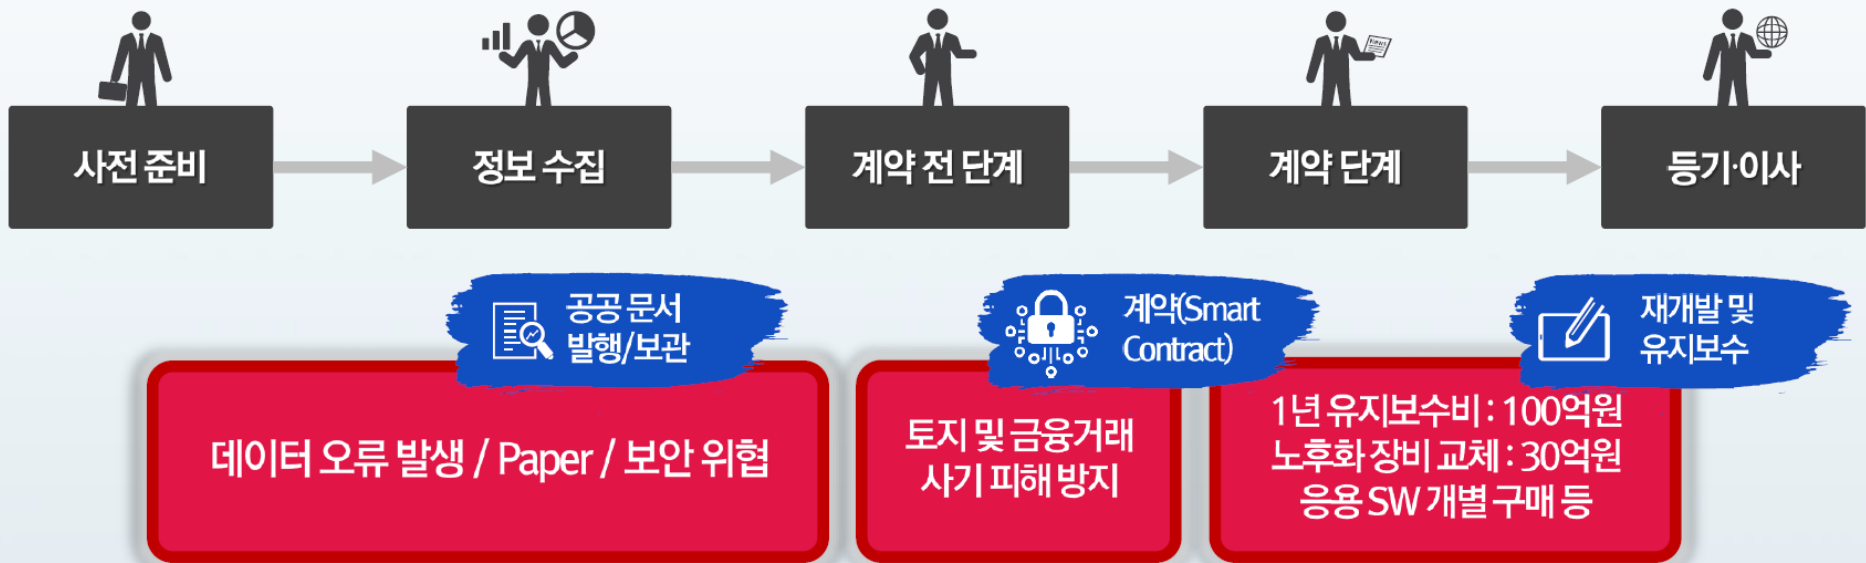 사전 준비
정보 수집
계약 전 단계
계약 단계
등기·이사
공공 문서
발행/보관
계약(Smart
Contract)
재개발 및
유지보수
데이터 오류 발생 / Paper / 보안 위협
토지 및 금융거래
사기 피해 방지
1년 유지보수비 : 100억원
노후화 장비 교체 : 30억원
응용 SW 개별 구매 등